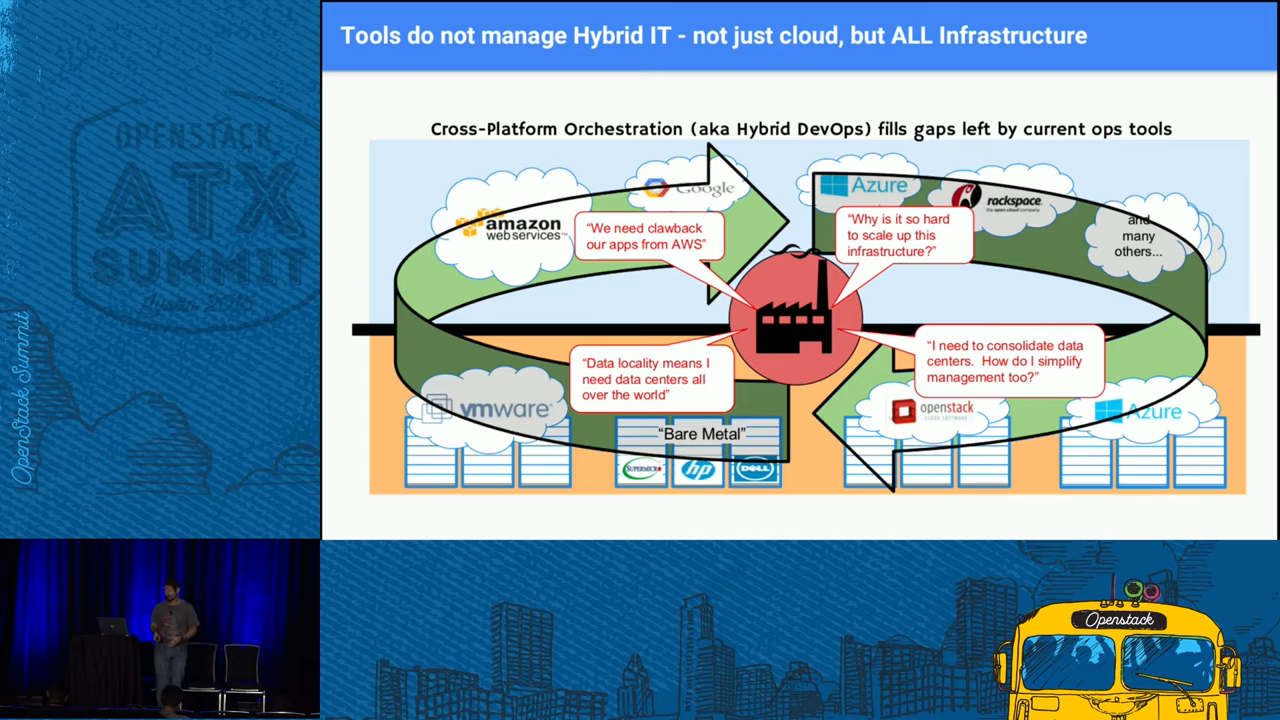 Tools do not manage Hybrid IT - not just cloud, but ALL Infrastructure
Cross-Platform Orchestration (aka Hybrid DevOps) fills gaps left by current ops tools
Google
Azure
rackspace
the open cloud company
amazon
webservices™
“We need clawback
our apps from AWS”
“Why is it so hard
to scale up this
infrastructure?”
and
many
others...
“Data locality means I
need data centers all
over the world”
“I need to consolidate data
centers. How do I simplify
management too?”
vmware
“Bare Metal”
SUPERMICRO
hp
DELL
openstack
CLOUD SOFTWARE
Azure
OPENSTACK
ATX
SUMMIT
OpenStack Summit
Openstack